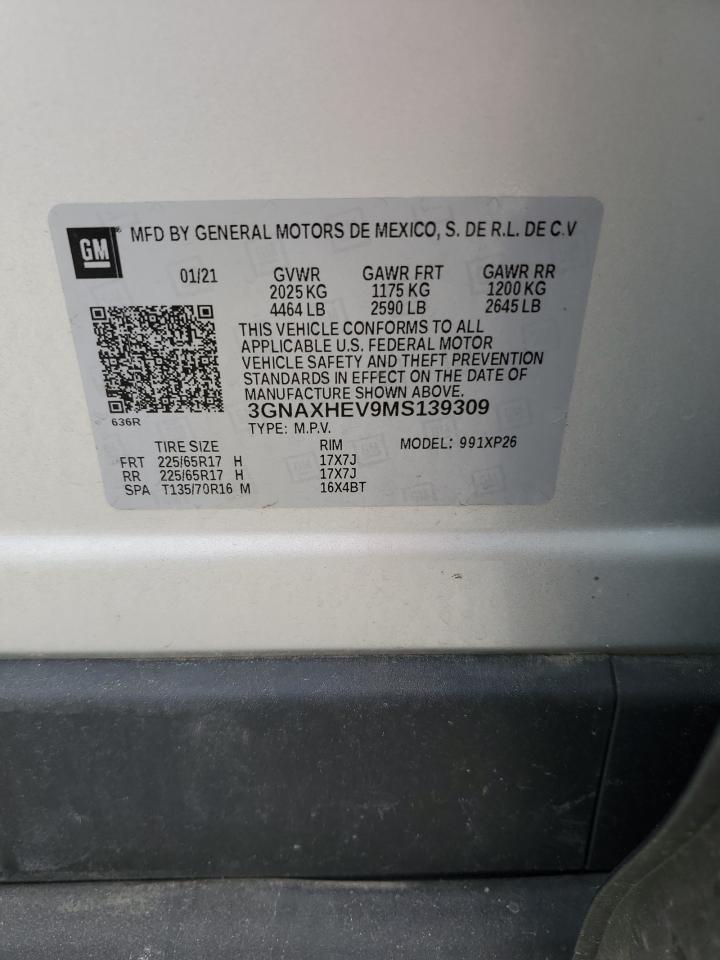 GM
MFD BY GENERAL MOTORS DE MEXICO, S. DE R.L. DE C.V
01/21 GVWR GAWR FRT GAWR RR
2025 KG 1175 KG 1200 KG
4464 LB 2590 LB 2645 LB
THIS VEHICLE CONFORMS TO ALL
APPLICABLE U.S. FEDERAL MOTOR
VEHICLE SAFETY AND THEFT PREVENTION
STANDARDS IN EFFECT ON THE DATE OF
MANUFACTURE SHOWN ABOVE.
3GNAXHEV9MS139309
636R
TYPE: M.P.V.
TIRE SIZE RIM MODEL: 991XP26
FRT 225/65R17 H 17X7J
RR 225/65R17 H 17X7J
SPA T135/70R16 M 16X4BT